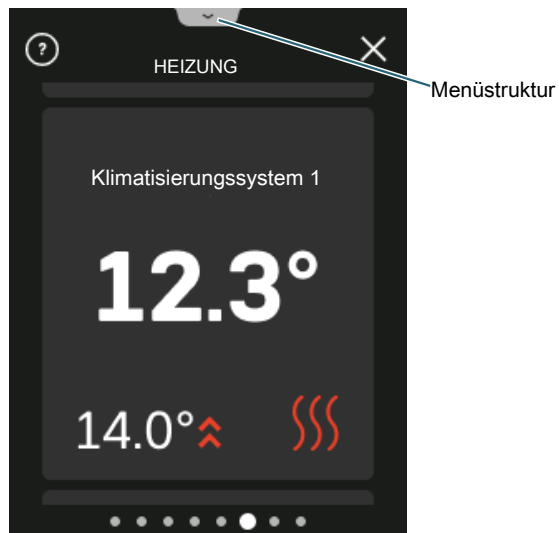 ?
HEIZUNG
Menüstruktur
Klimatisierungssystem 1
12.3°
14.0°